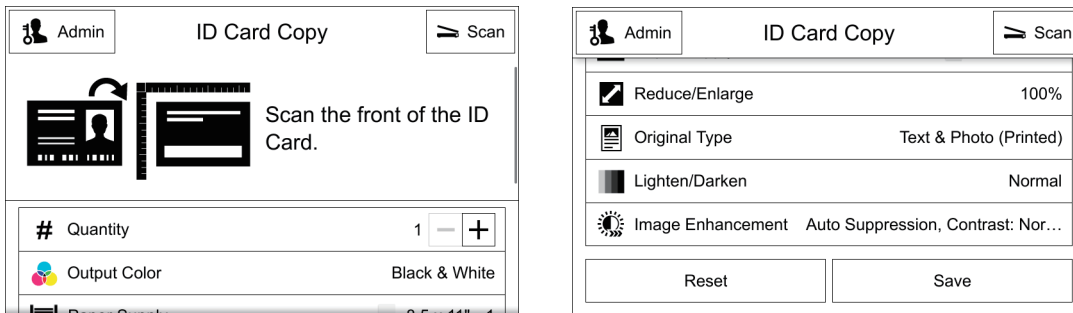 Admin
ID Card Copy
Scan
Scan the front of the ID
Card.
# Quantity
1
Output Color
Black & White
Paper Supply
Admin
ID Card Copy
Scan
Reduce/Enlarge
100%
Original Type
Text & Photo (Printed)
Lighten/Darken
Normal
Image Enhancement
Auto Suppression, Contrast: Nor…
Reset
Save